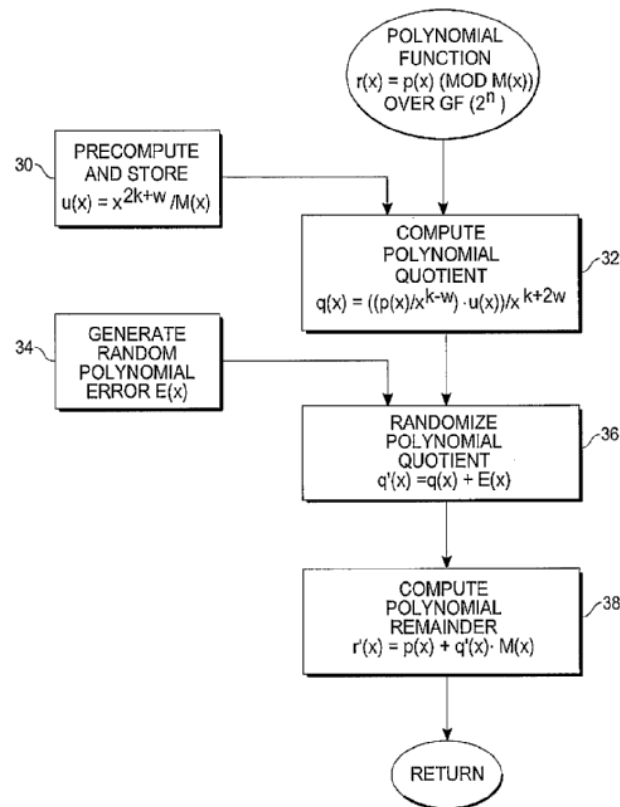 POLYNOMIAL
FUNCTION
r(x) = p(x) (MOD M(x))
OVER GF (2^n)
30
PRECOMPUTE
AND STORE
u(x) = x^2k+w /M(x)
COMPUTE
POLYNOMIAL
QUOTIENT
q(x) = ((p(x)/x^k-w) · u(x))/x^k+2w
32
34
GENERATE
RANDOM
POLYNOMIAL
ERROR E(x)
RANDOMIZE
POLYNOMIAL
QUOTIENT
q'(x) =q(x) + E(x)
36
COMPUTE
POLYNOMIAL
REMAINDER
r'(x) = p(x) + q'(x)· M(x)
38
RETURN